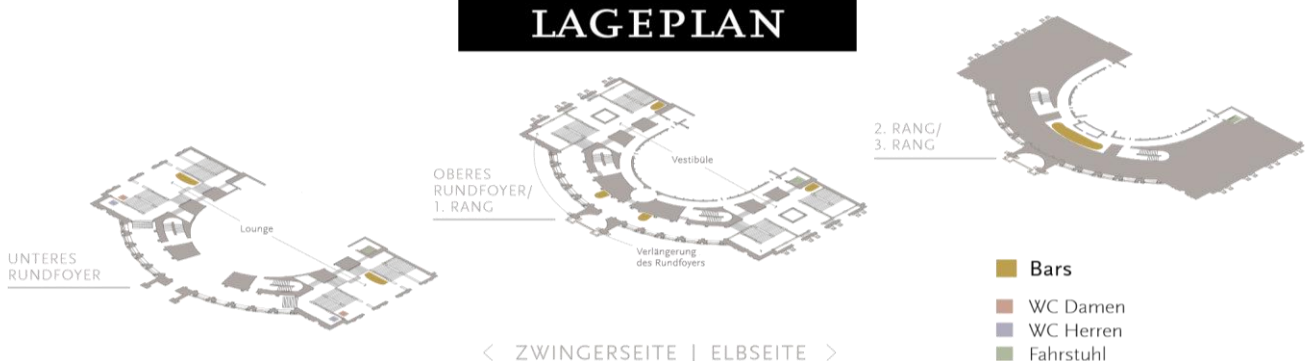 LAGEPLAN
UNTERES
RUNDFOYER
Lounge
OBERES
RUNDFOYER/
1. RANG
Vestibüle
Verlängerung
des Rundfoyers
2. RANG/
3. RANG
Bars
WC Damen
WC Herren
Fahrstuhl
< ZWINGERSEITE | ELBSEITE >